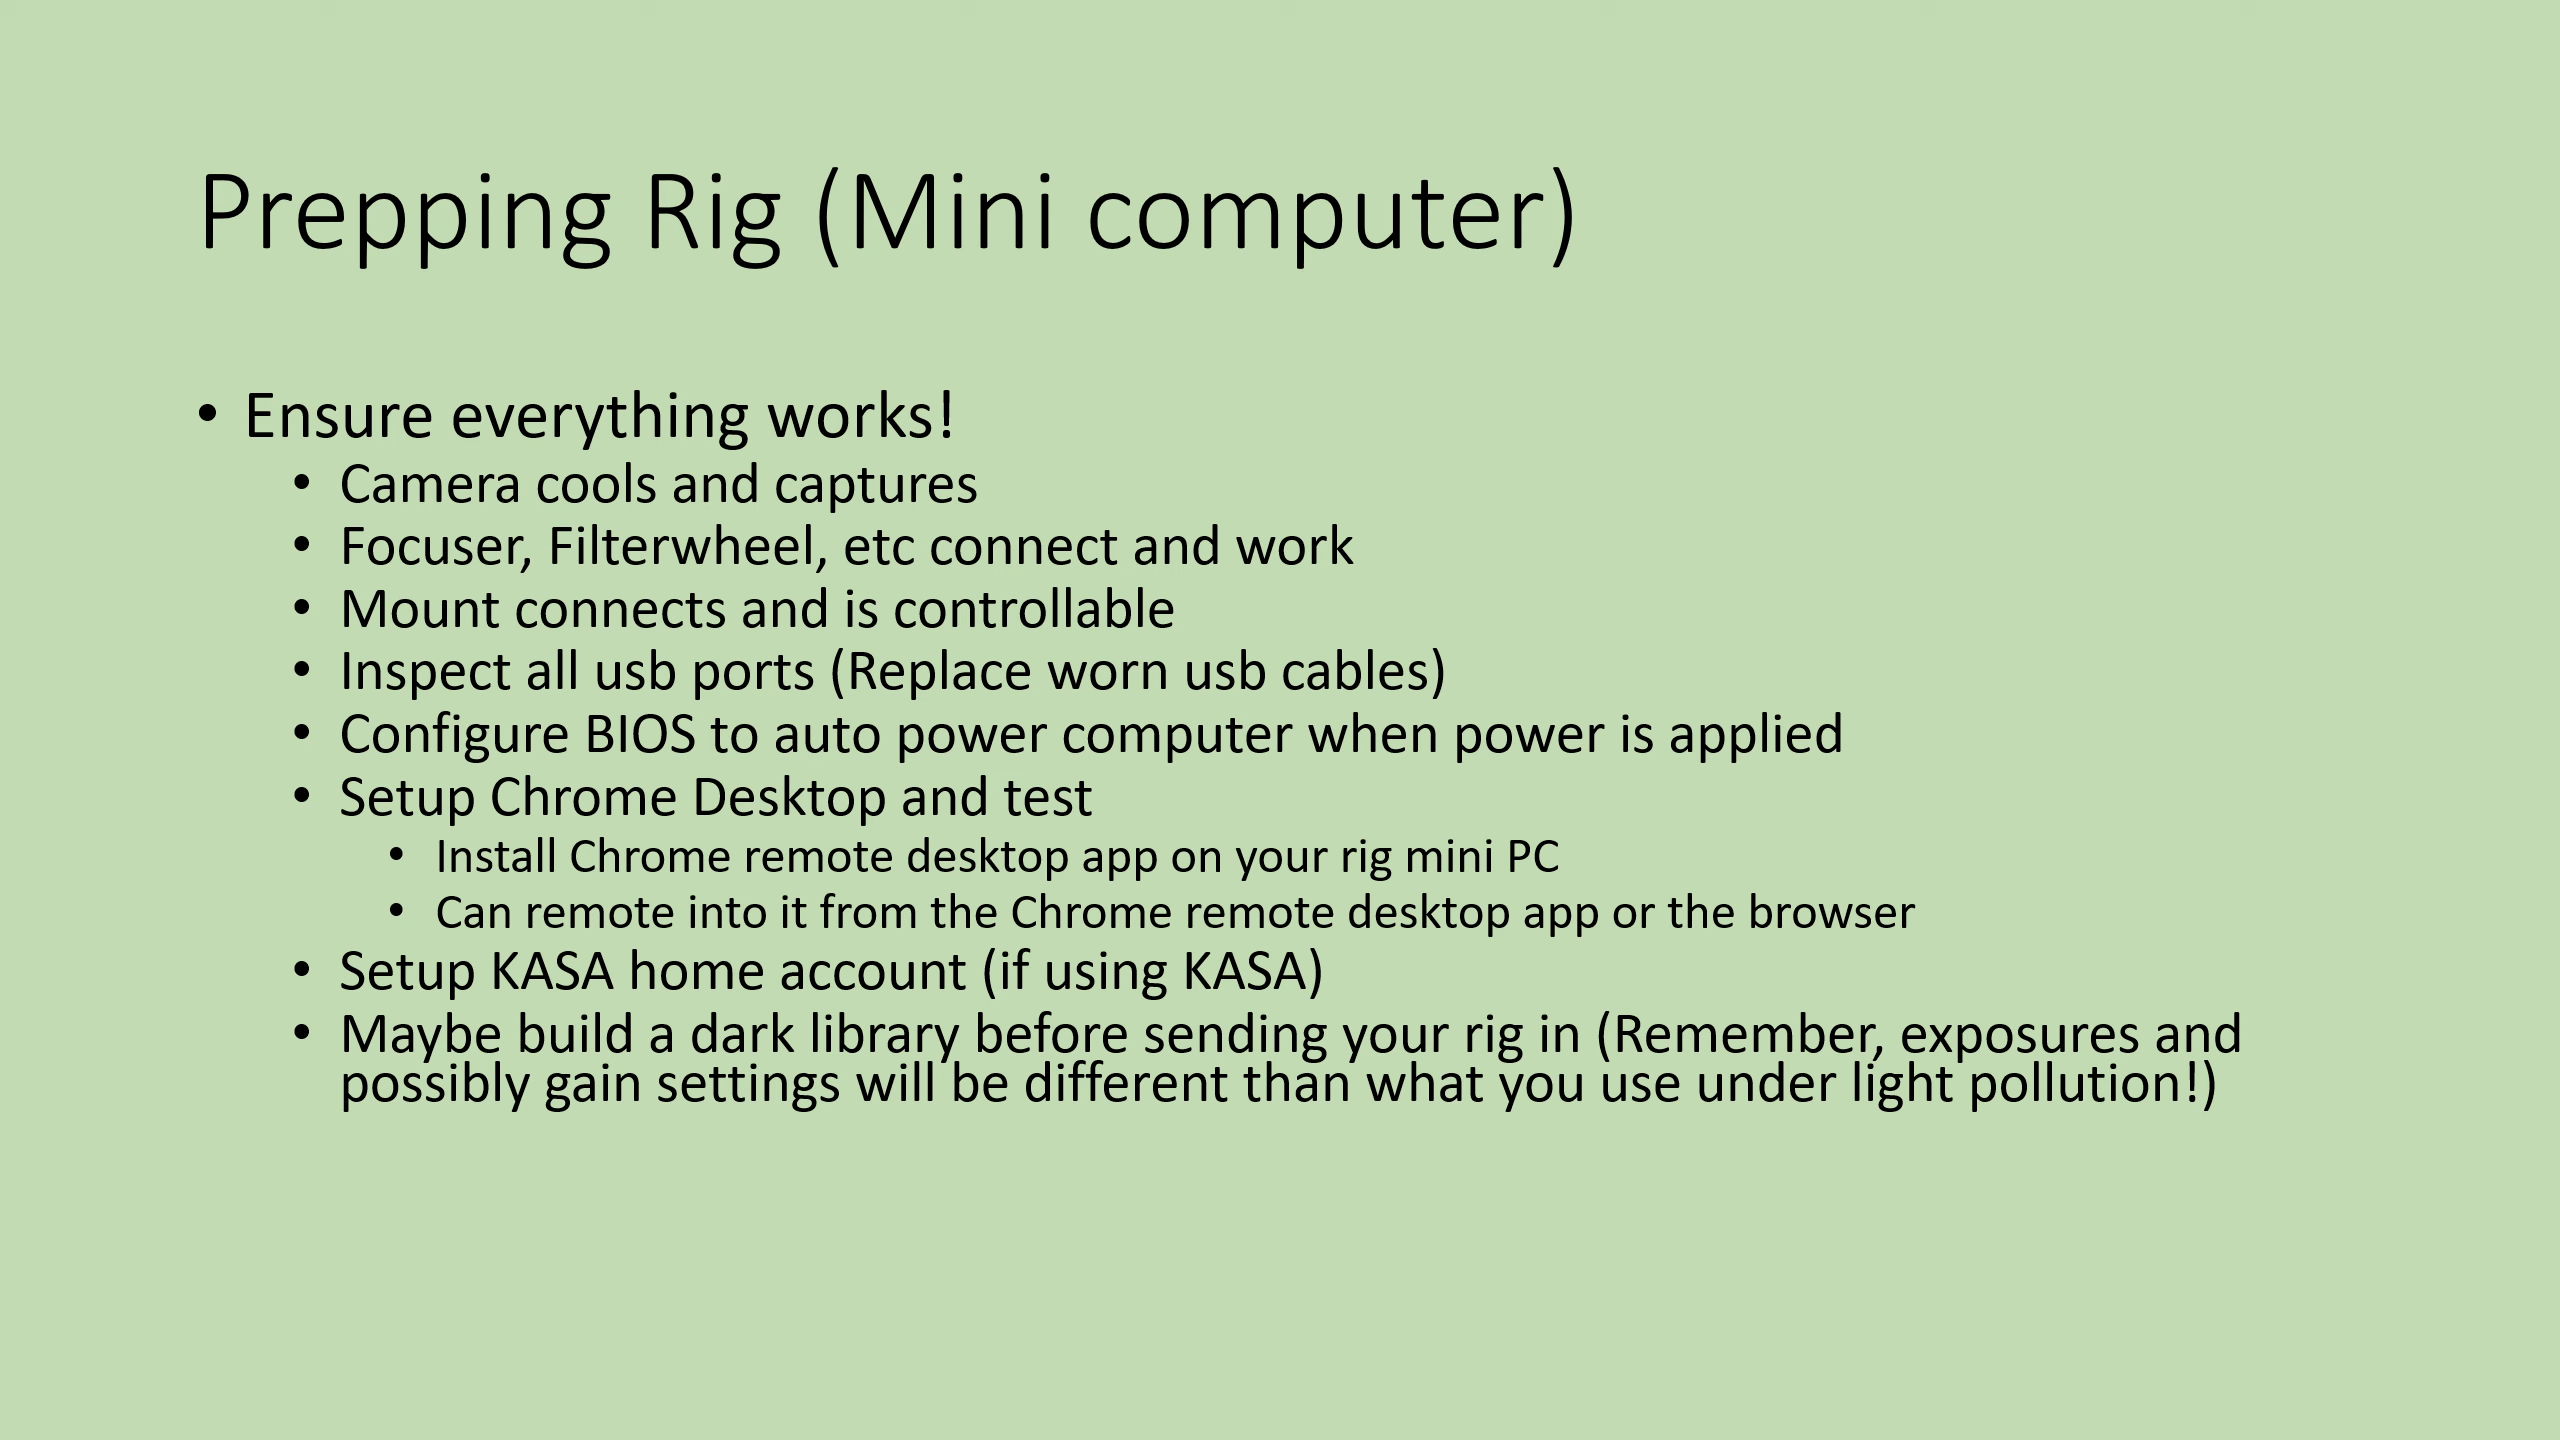 Prepping Rig (Mini computer)
• Ensure everything works!
• Camera cools and captures
• Focuser, Filterwheel, etc connect and work
• Mount connects and is controllable
• Inspect all usb ports (Replace worn usb cables)
• Configure BIOS to auto power computer when power is applied
• Setup Chrome Desktop and test
• Install Chrome remote desktop app on your rig mini PC
• Can remote into it from the Chrome remote desktop app or the browser
• Setup KASA home account (if using KASA)
• Maybe build a dark library before sending your rig in (Remember, exposures and
possibly gain settings will be different than what you use under light pollution!)